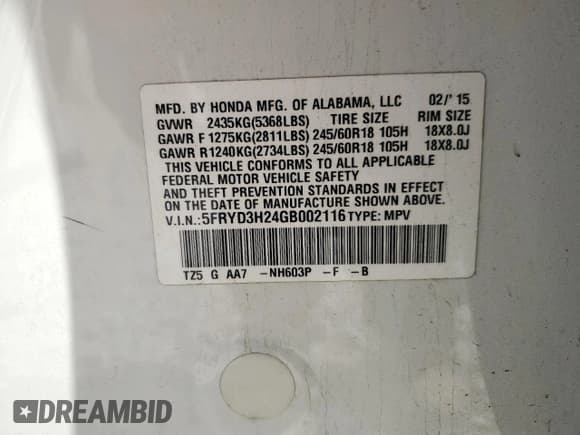 MFD. BY HONDA MFG. OF ALABAMA, LLC 02/' 15
GVWR 2435KG(5368LBS) TIRE SIZE RIM SIZE
GAWR F 1275KG(2811LBS) 245/60R18 105H 18X8.0J
GAWR R1240KG(2734LBS) 245/60R18 105H 18X8.0J
THIS VEHICLE CONFORMS TO ALL APPLICABLE
FEDERAL MOTOR VEHICLE SAFETY
AND THEFT PREVENTION STANDARDS IN EFFECT
ON THE DATE OF MANUFACTURE SHOWN ABOVE.
V.I.N.:5FRYD3H24GB002116 TYPE: MPV
TZ5 G AA7 -NH603P -F -B
DREAMBID